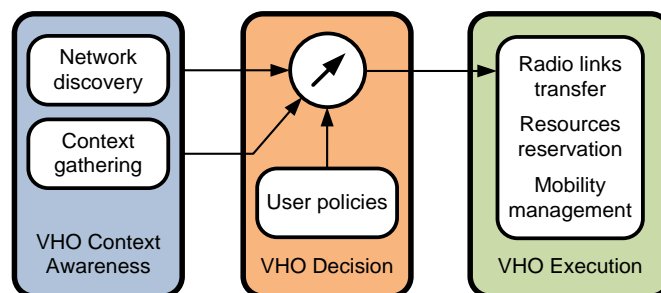 Network
discovery
Context
gathering
VHO Context
Awareness
User policies
VHO Decision
Radio links
transfer
Resources
reservation
Mobility
management
VHO Execution